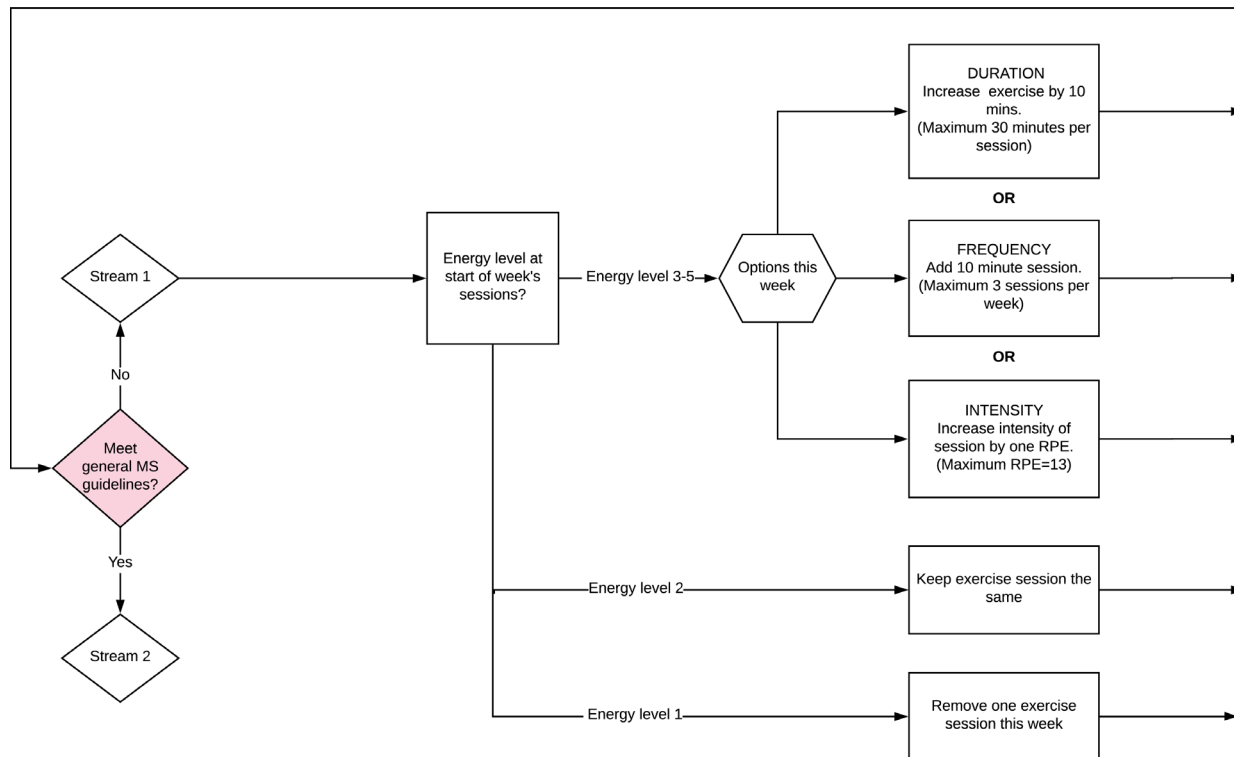 DURATION
Increase exercise by 10
mins.
(Maximum 30 minutes per
session)
OR
Stream 1
Energy level at
start of week's
sessions?
Energy level 3-5
Options this
week
FREQUENCY
Add 10 minute session.
(Maximum 3 sessions per
week)
OR
No
Meet
general MS
guidelines?
INTENSITY
Increase intensity of
session by one RPE.
(Maximum RPE=13)
Yes
Energy level 2
Keep exercise session the
same
Stream 2
Energy level 1
Remove one exercise
session this week